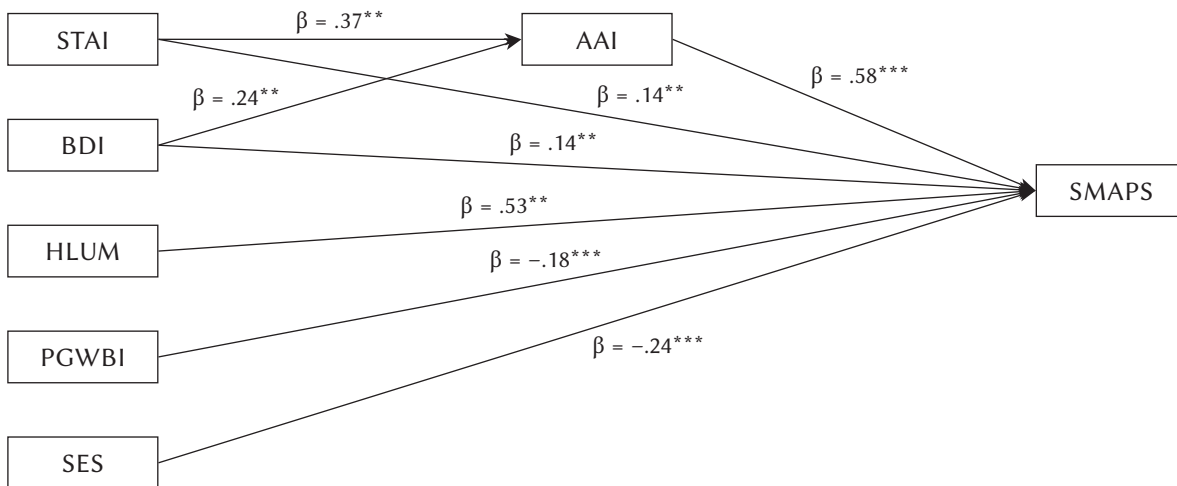 β = .37**
STAI
AAI
β = .58***
β = .24**
β = .14**
BDI
β = .14**
SMAPS
β = .53**
HLUM
β = –.18***
PGWBI
β = –.24***
SES